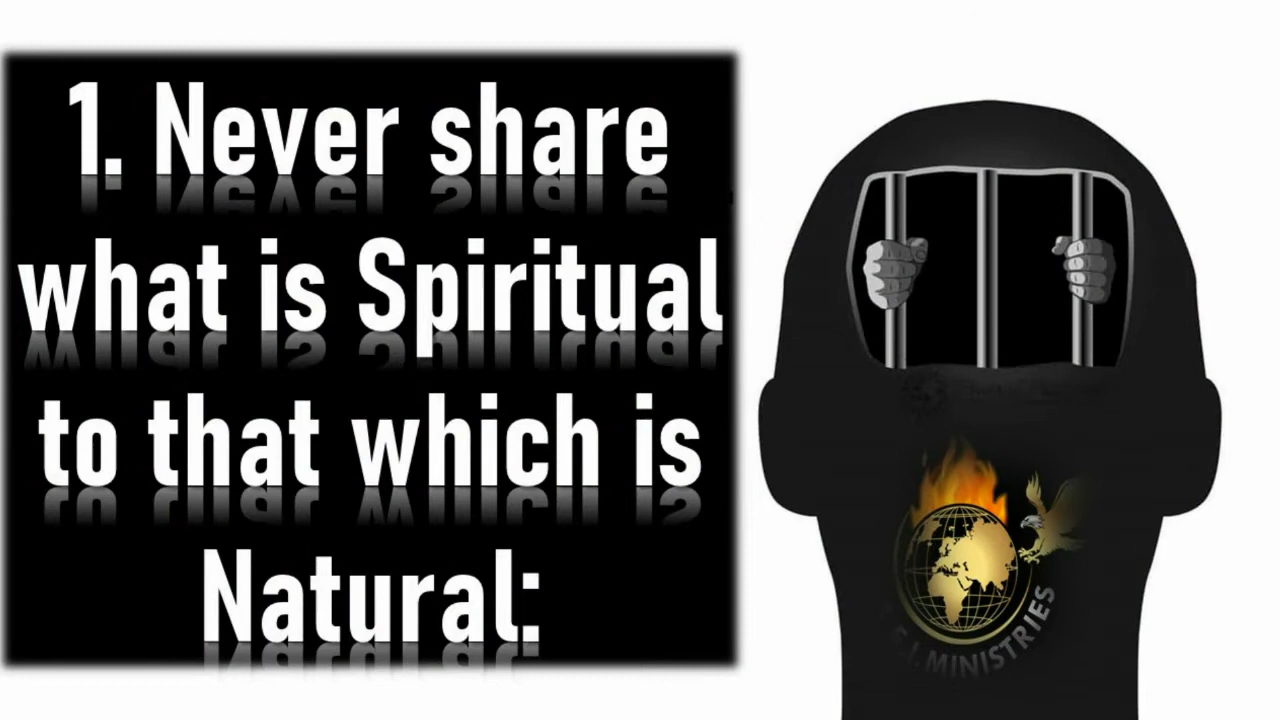 1. Never share
what is Spiritual
to that which is
Natural:
MINISTRIES